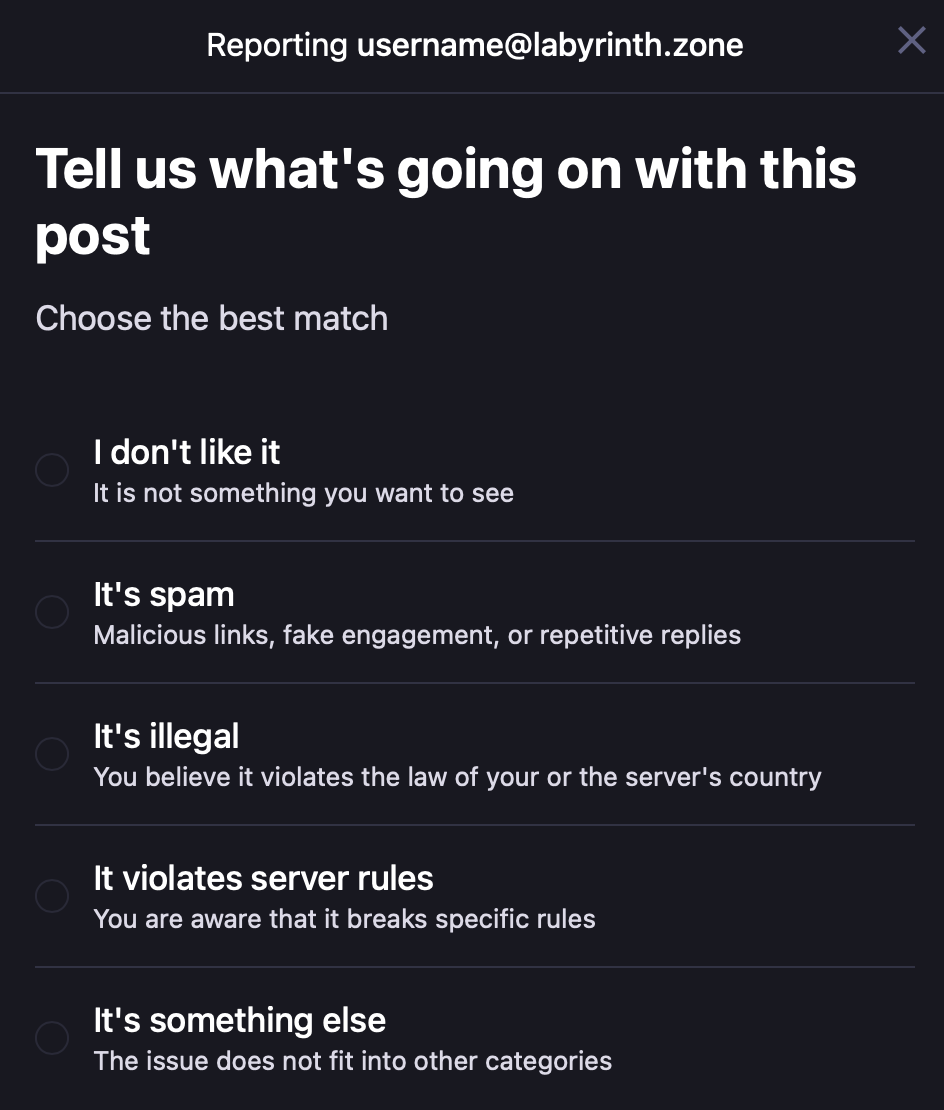 Reporting username@labyrinth.zone
Tell us what's going on with this
post
Choose the best match
I don't like it
It is not something you want to see
It's spam
Malicious links, fake engagement, or repetitive replies
It's illegal
You believe it violates the law of your or the server's country
It violates server rules
You are aware that it breaks specific rules
It's something else
The issue does not fit into other categories